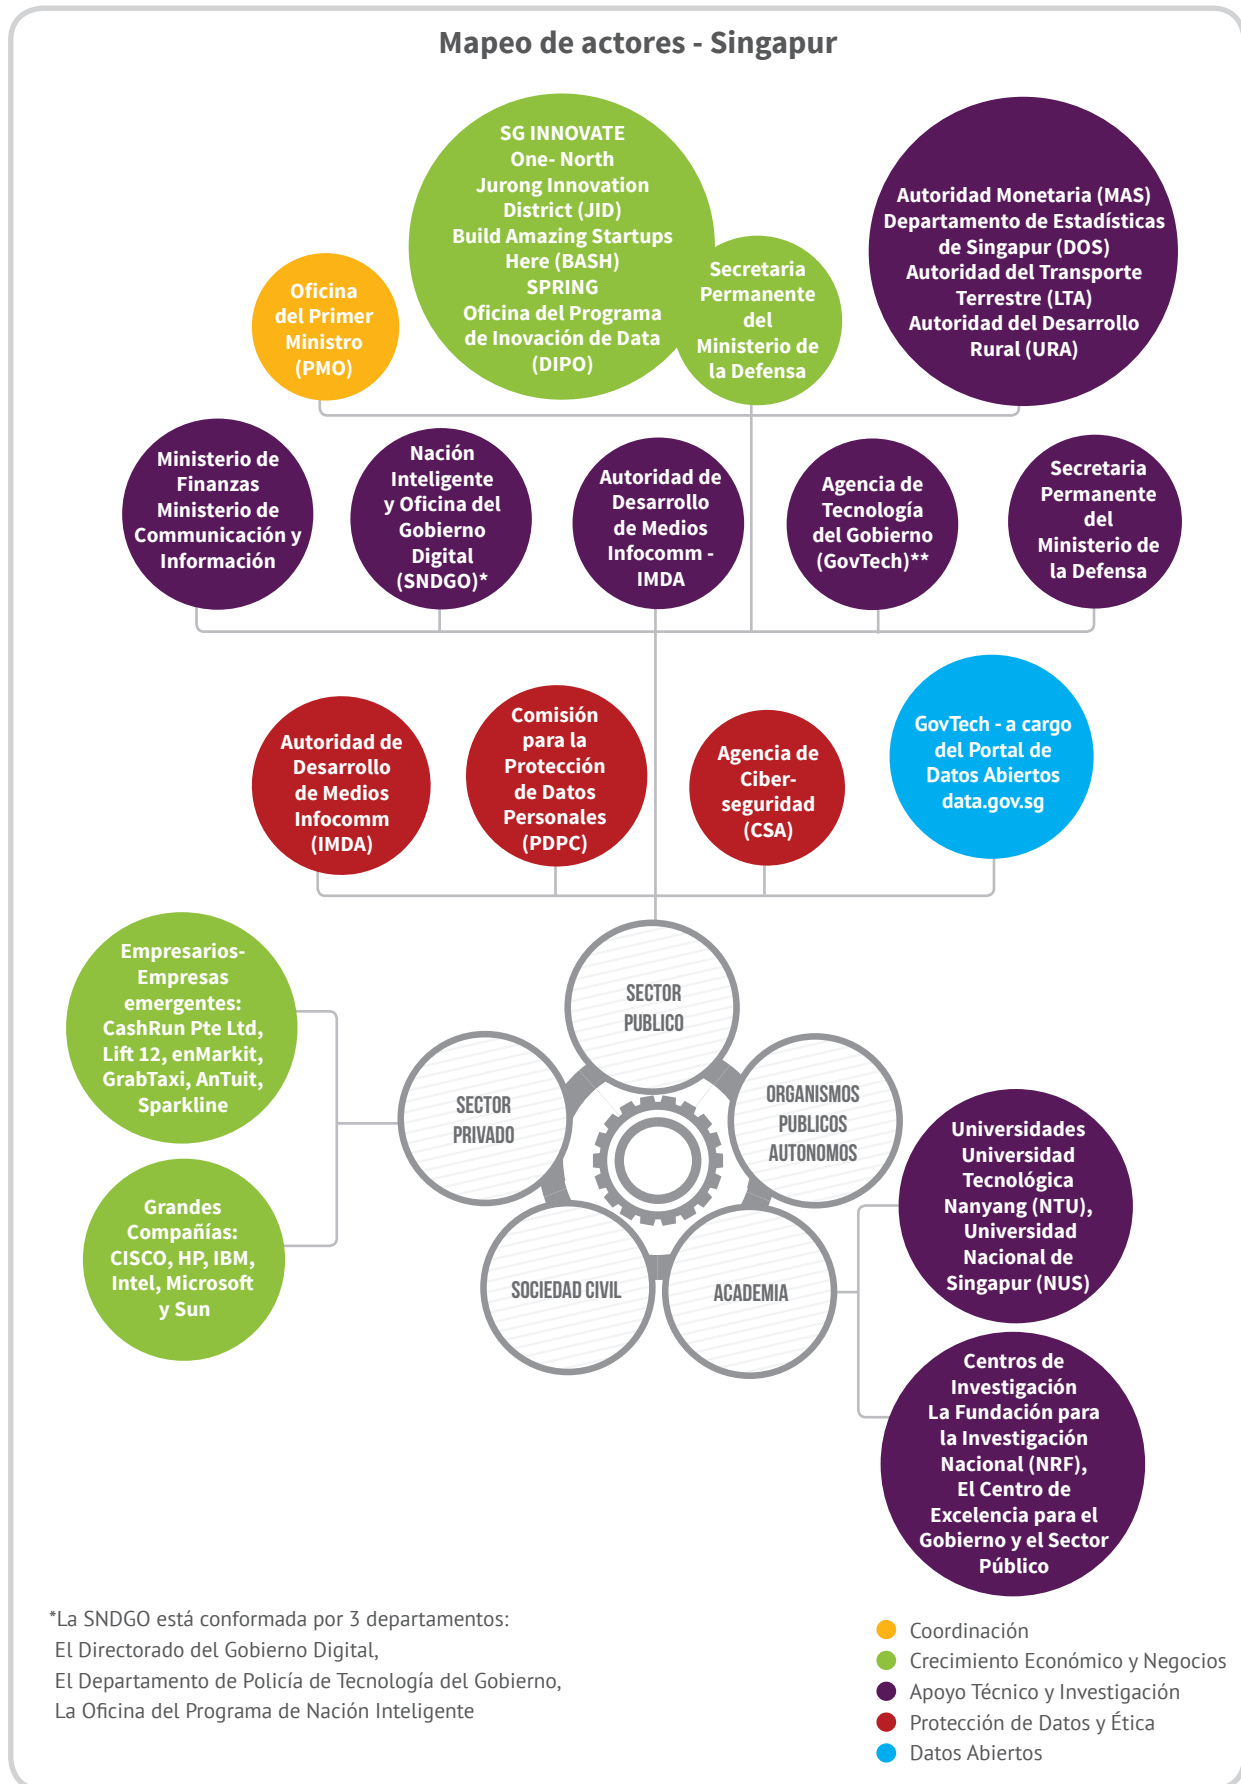 Mapeo de actores - Singapur
SG INNOVATE
One- North
Jurong Innovation
District (JID)
Build Amazing Startups
Here (BASH)
SPRING
Oficina del Programa
de Inovación de Data
(DIPO)
Autoridad Monetaria (MAS)
Departamento de Estadísticas
de Singapur (DOS)
Autoridad del Transporte
Terrestre (LTA)
Autoridad del Desarrollo
Rural (URA)
Oficina
del Primer
Ministro
(PMO)
Secretaria
Permanente
del
Ministerio de
la Defensa
Ministerio de
Finanzas
Ministerio de
Communicación y
Información
Nación
Inteligente
y Oficina del
Gobierno
Digital
(SNDGO)*
Autoridad de
Desarrollo
de Medios
Infocomm -
IMDA
Agencia de
Tecnología
del Gobierno
(GovTech)**
Secretaria
Permanente
del
Ministerio de
la Defensa
Autoridad de
Desarrollo
de Medios
Infocomm
(IMDA)
Comisión
para la
Protección
de Datos
Personales
(PDPC)
Agencia de
Ciber-
seguridad
(CSA)
GovTech - a cargo
del Portal de
Datos Abiertos
data.gov.sg
Empresarios-
Empresas
emergentes:
CashRun Pte Ltd,
Lift 12, enMarkit,
GrabTaxi, AnTuit,
Sparkline
Grandes
Compañías:
CISCO, HP, IBM,
Intel, Microsoft
y Sun
SECTOR
PUBLICO
SECTOR
PRIVADO
ORGANISMOS
PUBLICOS
AUTONOMOS
SOCIEDAD CIVIL
ACADEMIA
Universidades
Universidad
Tecnológica
Nanyang (NTU),
Universidad
Nacional de
Singapur (NUS)
Centros de
Investigación
La Fundación para
la Investigación
Nacional (NRF),
El Centro de
Excelencia para el
Gobierno y el Sector
Público
*La SNDGO está conformada por 3 departamentos:
El Directorado del Gobierno Digital,
El Departamento de Policía de Tecnología del Gobierno,
La Oficina del Programa de Nación Inteligente
Coordinación
Crecimiento Económico y Negocios
Apoyo Técnico y Investigación
Protección de Datos y Ética
Datos Abiertos